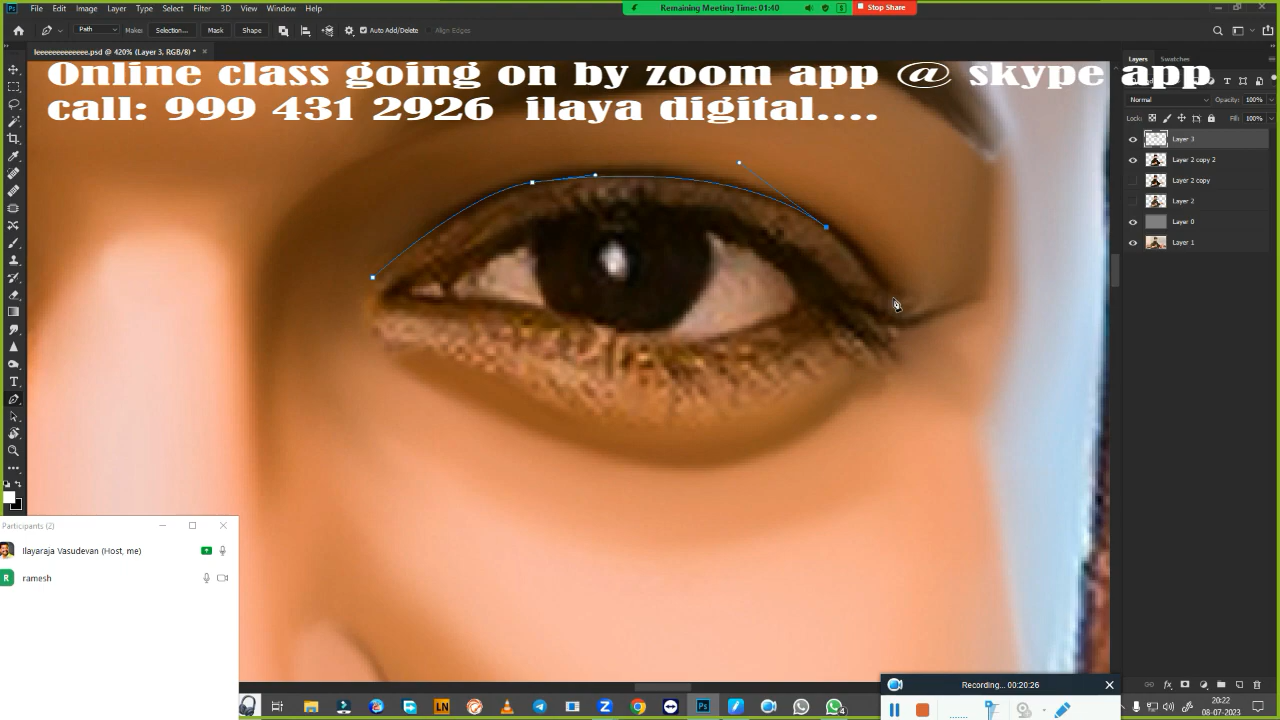 Remaining Meeting Time: 01:40
Stop Share
File Edit Image Layer Type Select Filter 3D View Window Help
Path Make: Selection... Mask Shape Auto Add/Delete Align Edges
.psd @ 420% (Layer 3, RGB/8) *
Online class going on by zoom app @ skype app
call: 999 431 2926 ilaya digital....
Layers Swatches
Normal Opacity: 100%
Lock: Fill: 100%
Layer 3
Layer 2 copy 2
Layer 2 copy
Layer 2
Layer 0
Layer 1
Participants (2)
Ilayaraja Vasudevan (Host, me)
R ramesh
Recording... 00:20:26
LN
Ps
4
20:22
08-07-2023